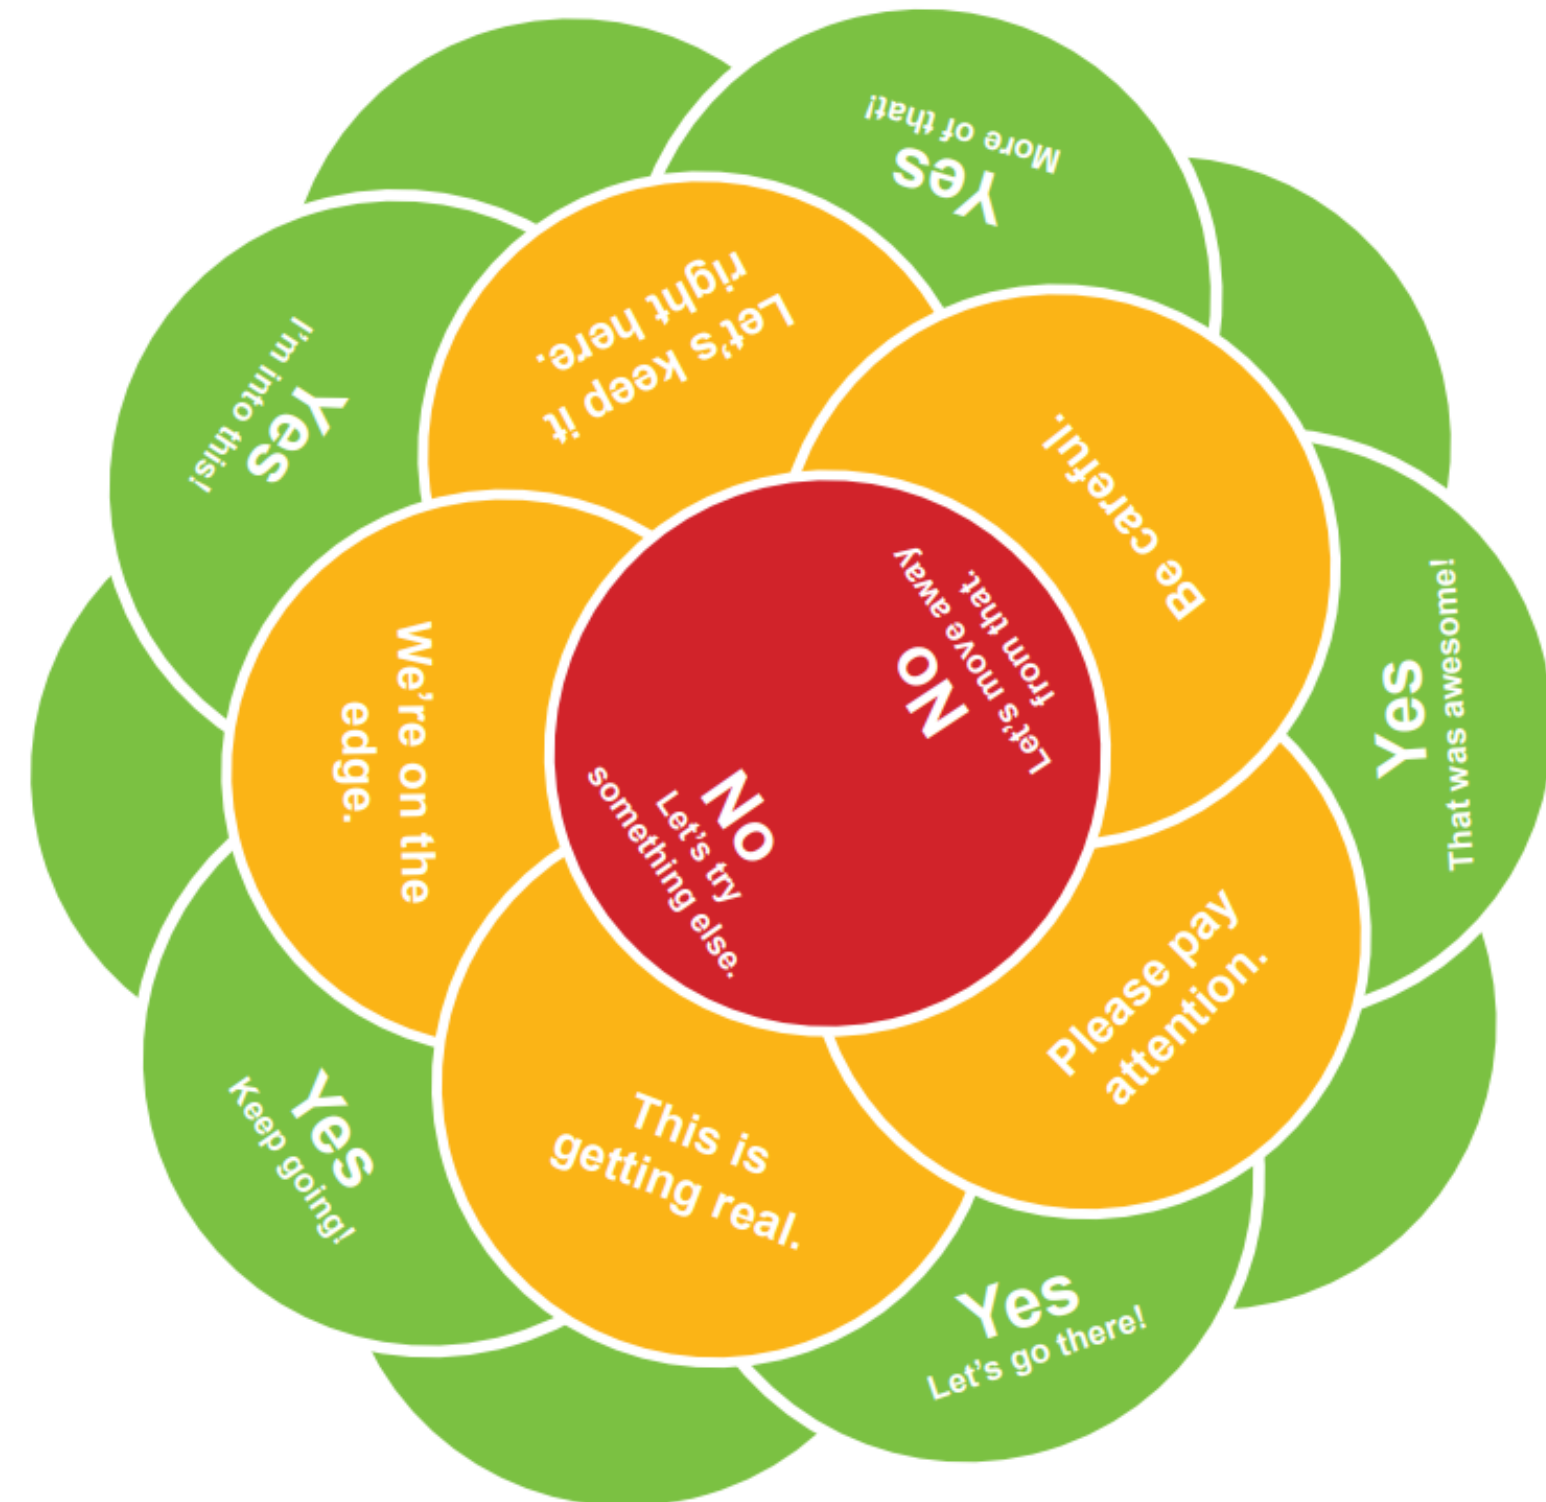 Yes
More of that!
Let's keep it
right here.
Yes
I'm into this!
Be careful.
No
Let's move away
from that.
Yes
That was awesome!
We're on the
edge.
No
Let's try
something else.
Please pay
attention.
Yes
Keep going!
This is
getting real.
Yes
Let's go there!